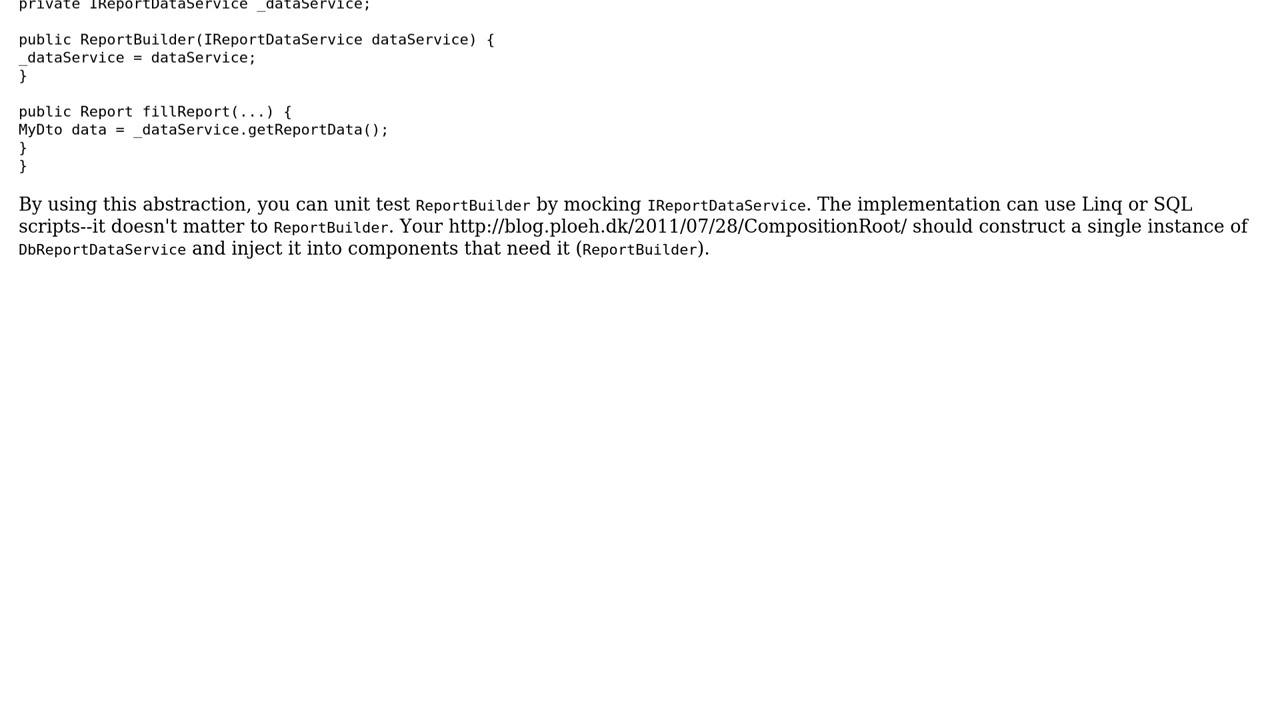 private IReportDataService _dataService;
public ReportBuilder(IReportDataService dataService) {
_dataService = dataService;
}
public Report fillReport(...) {
MyDto data = _dataService.getReportData();
}
}
By using this abstraction, you can unit test ReportBuilder by mocking IReportDataService. The implementation can use Linq or SQL
scripts--it doesn't matter to ReportBuilder. Your http://blog.ploeh.dk/2011/07/28/CompositionRoot/ should construct a single instance of
DbReportDataService and inject it into components that need it (ReportBuilder).